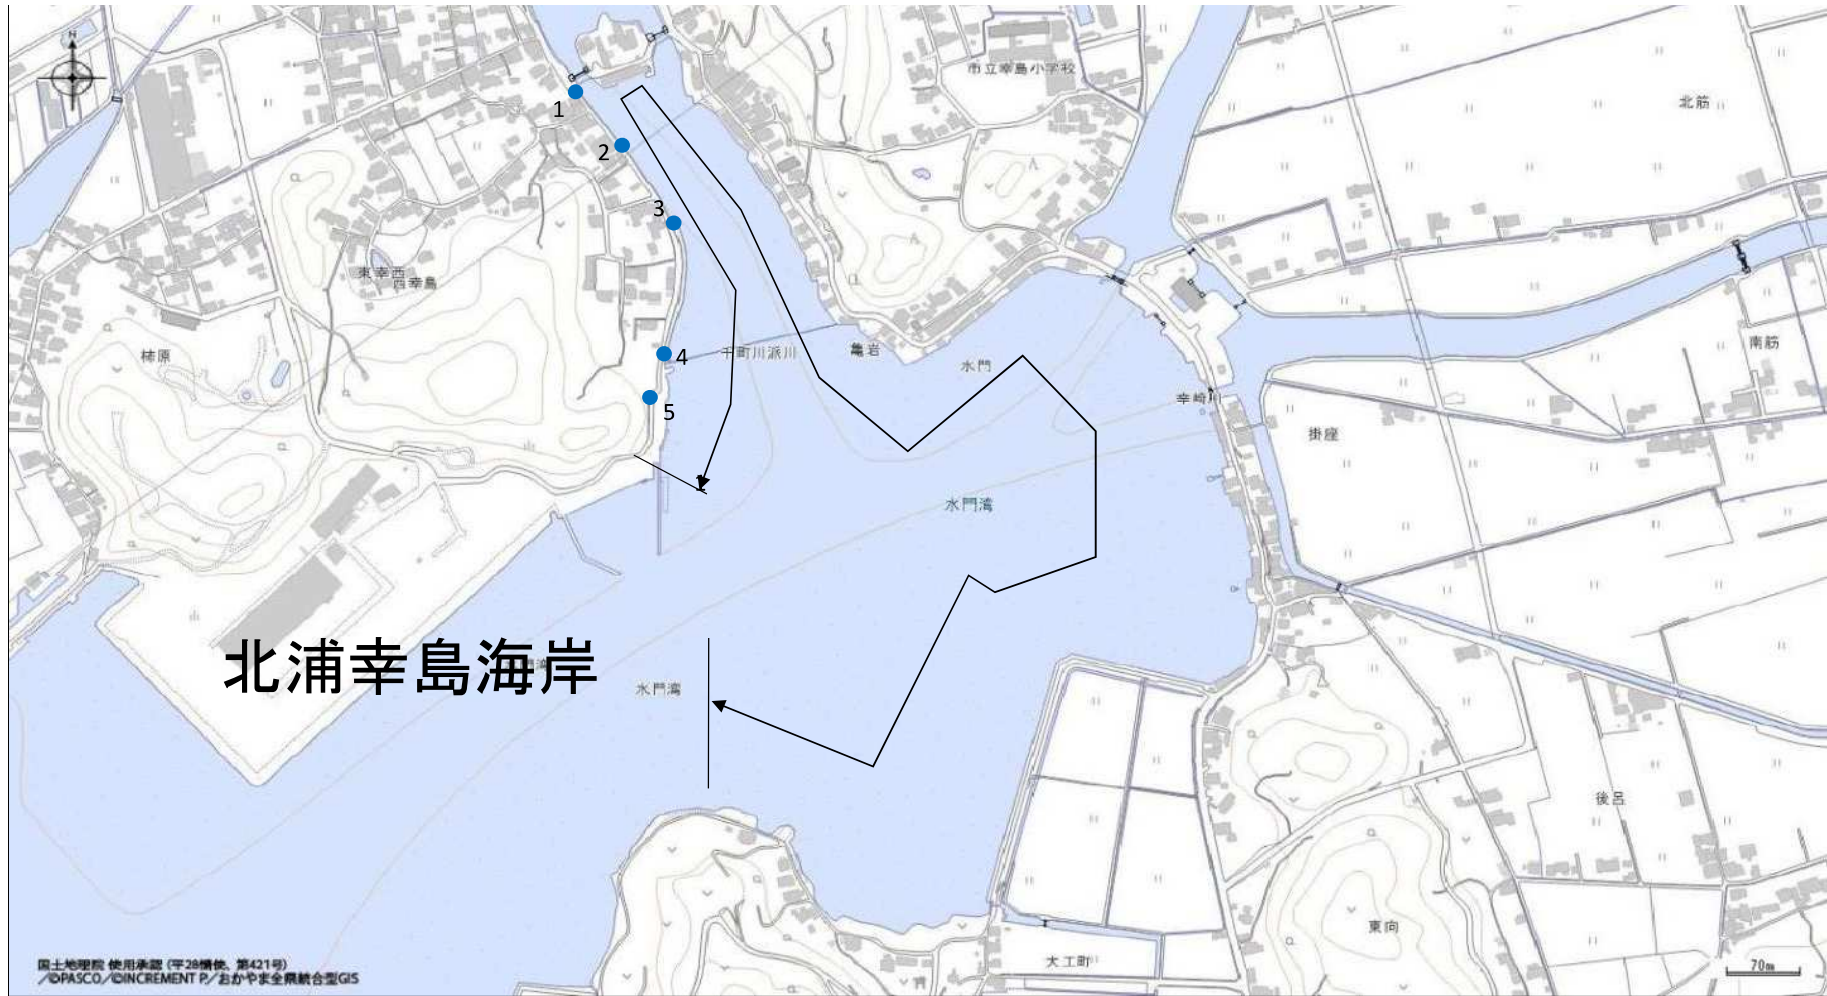 N
市立幸島小学校
北筋
1
2
3
東幸西
西幸島
柿原
4
千町川派川
亀岩
水門
南筋
5
幸崎川
掛座
水門湾
北浦幸島海岸
水門湾
後呂
東向
大工町
国土地理院 使用承認（平28情使、第421号）
／©PASCO／©INCREMENT P／おかやま全県統合型GIS
70m